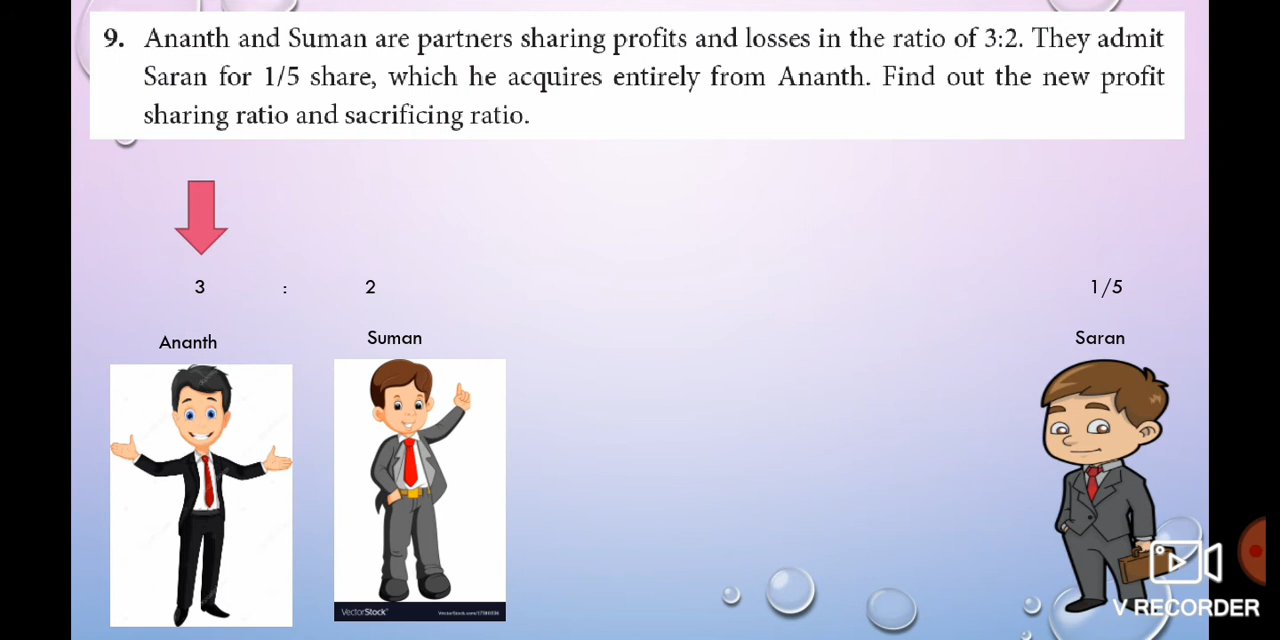 9. Ananth and Suman are partners sharing profits and losses in the ratio of 3:2. They admit
Saran for 1/5 share, which he acquires entirely from Ananth. Find out the new profit
sharing ratio and sacrificing ratio.
3 : 2 1/5
Ananth Suman Saran
VectorStock
V RECORDER